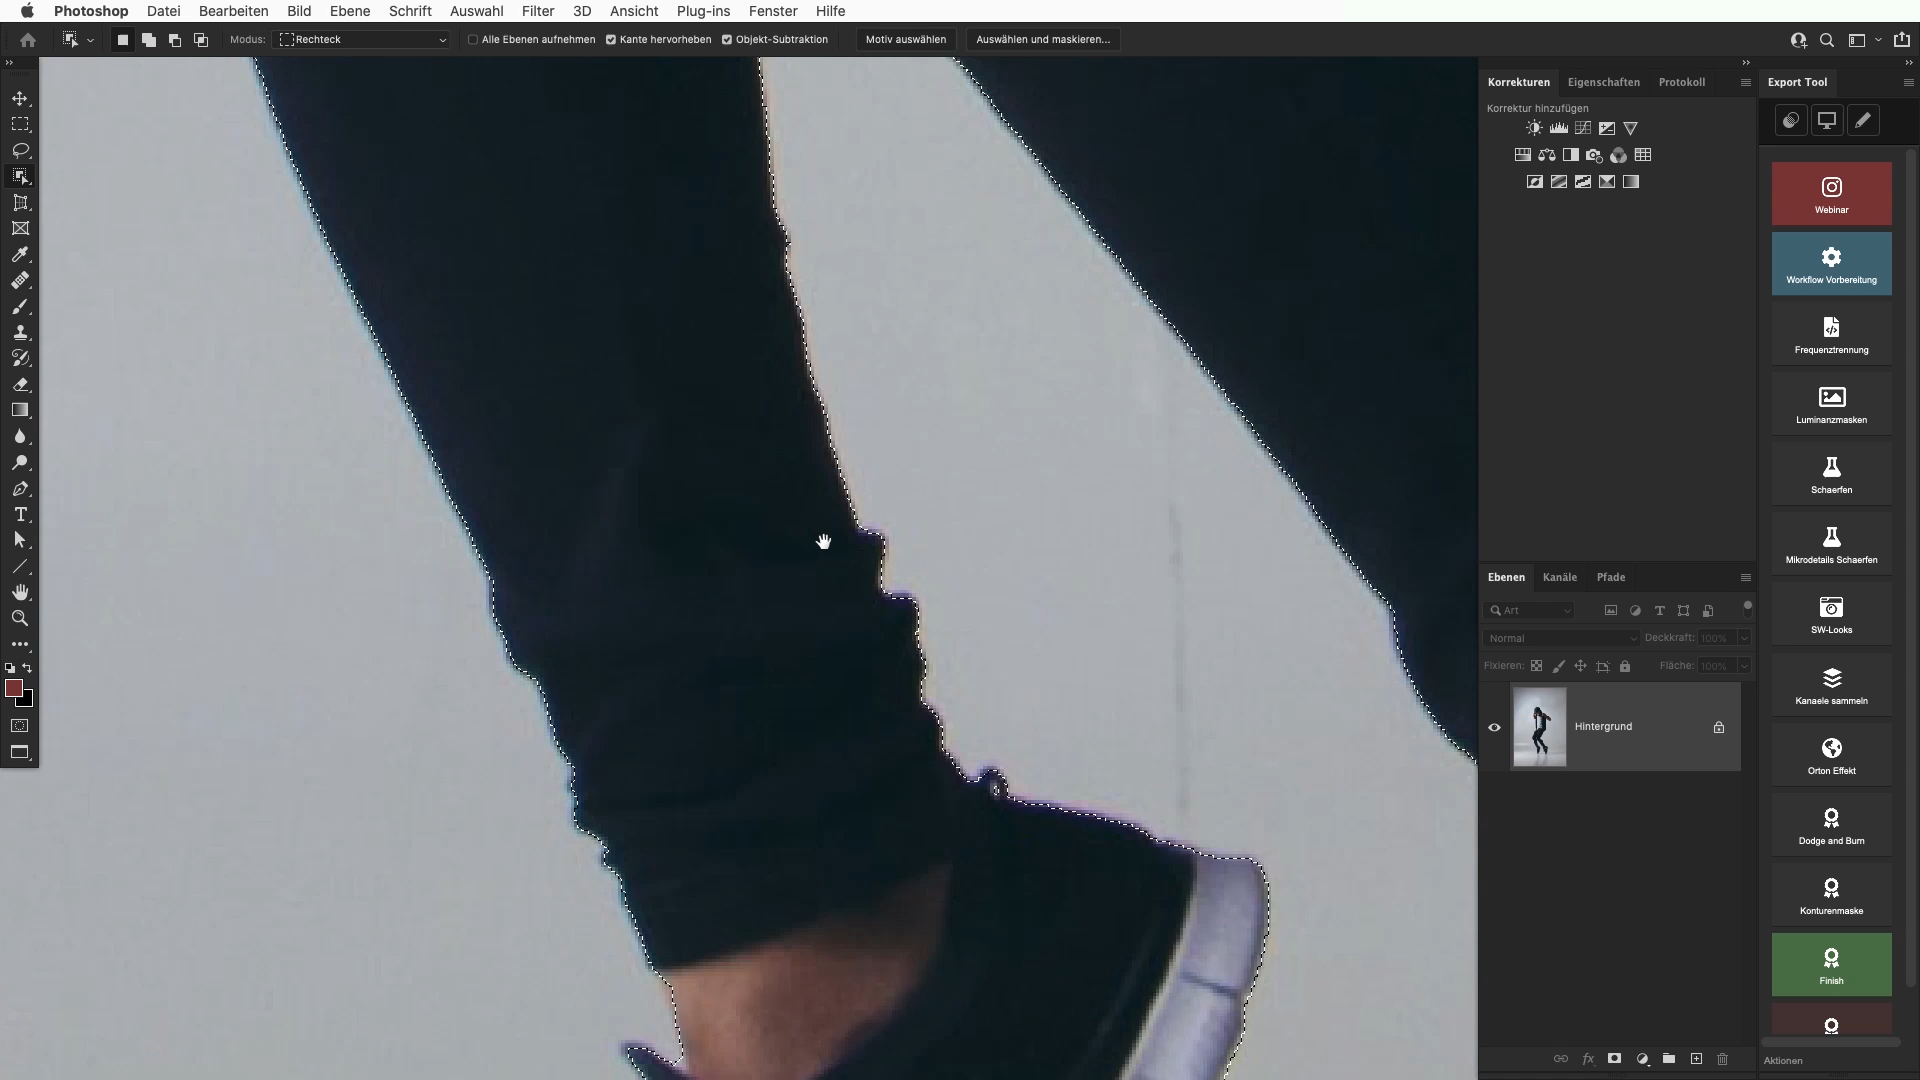 Photoshop Datei Bearbeiten Bild Ebene Schrift Auswahl Filter 3D Ansicht Plug-ins Fenster Hilfe
Modus: Rechteck Alle Ebenen aufnehmen Kante hervorheben Objekt-Subtraktion Motiv auswählen Auswählen und maskieren...
Korrekturen Eigenschaften Protokoll
Korrektur hinzufügen
Export Tool
Webinar
Workflow Vorbereitung
Frequenztrennung
Luminanzmasken
Schaerfen
Mikrodetails Schaerfen
SW-Looks
Kanaele sammeln
Orton Effekt
Dodge and Burn
Konturenmaske
Finish
Aktionen
Ebenen Kanäle Pfade
Art
Normal Deckkraft: 100%
Fixieren: Fläche: 100%
Hintergrund
fx